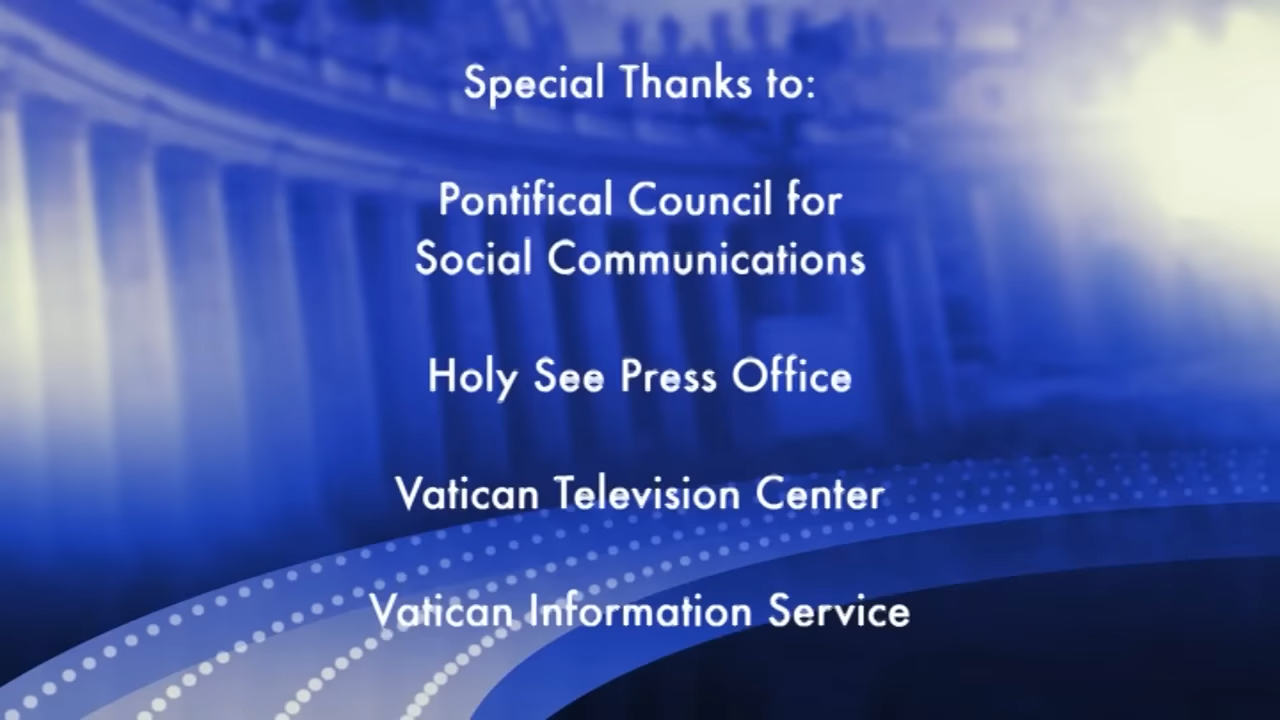 Special Thanks to:
Pontifical Council for
Social Communications
Holy See Press Office
Vatican Television Center
Vatican Information Service